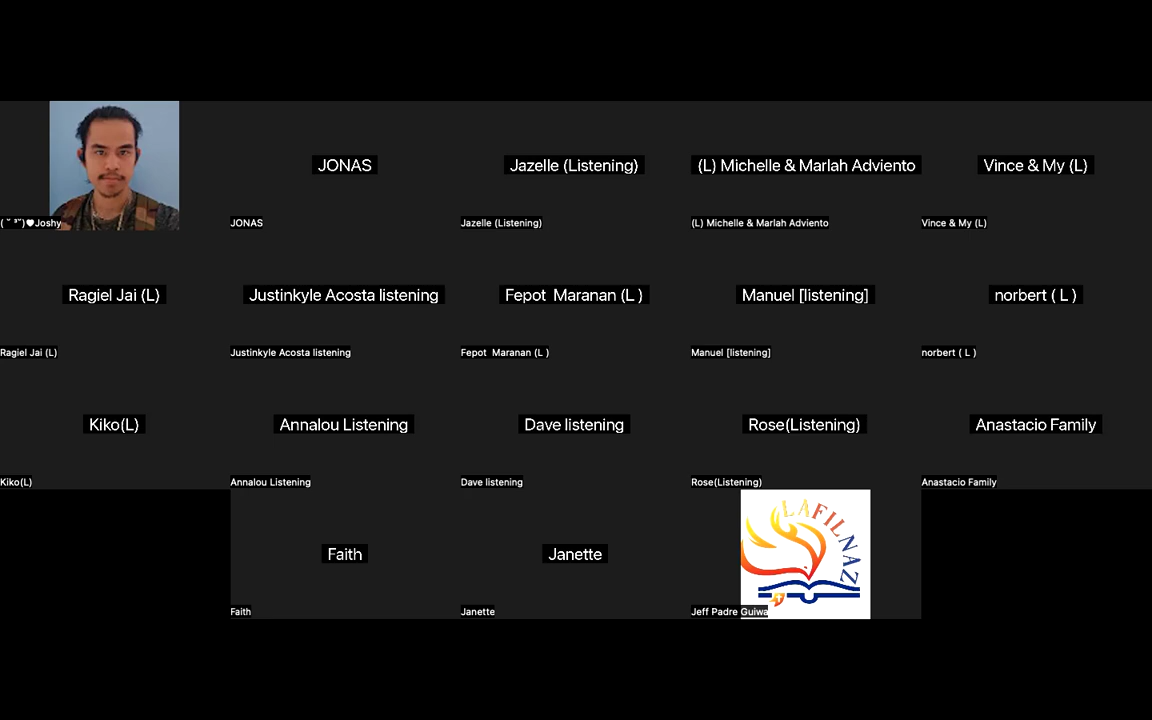 ( ˘ ³˘)♥Joshy
JONAS
JONAS
Jazelle (Listening)
Jazelle (Listening)
(L) Michelle & Marlah Adviento
(L) Michelle & Marlah Adviento
Vince & My (L)
Vince & My (L)
Ragiel Jai (L)
Ragiel Jai (L)
Justinkyle Acosta listening
Justinkyle Acosta listening
Fepot  Maranan (L )
Fepot  Maranan (L )
Manuel [listening]
Manuel [listening]
norbert ( L )
norbert ( L )
Kiko(L)
Kiko(L)
Annalou Listening
Annalou Listening
Dave listening
Dave listening
Rose(Listening)
Rose(Listening)
Anastacio Family
Anastacio Family
Faith
Faith
Janette
Janette
LAFILNAZ
Jeff Padre Guiwa